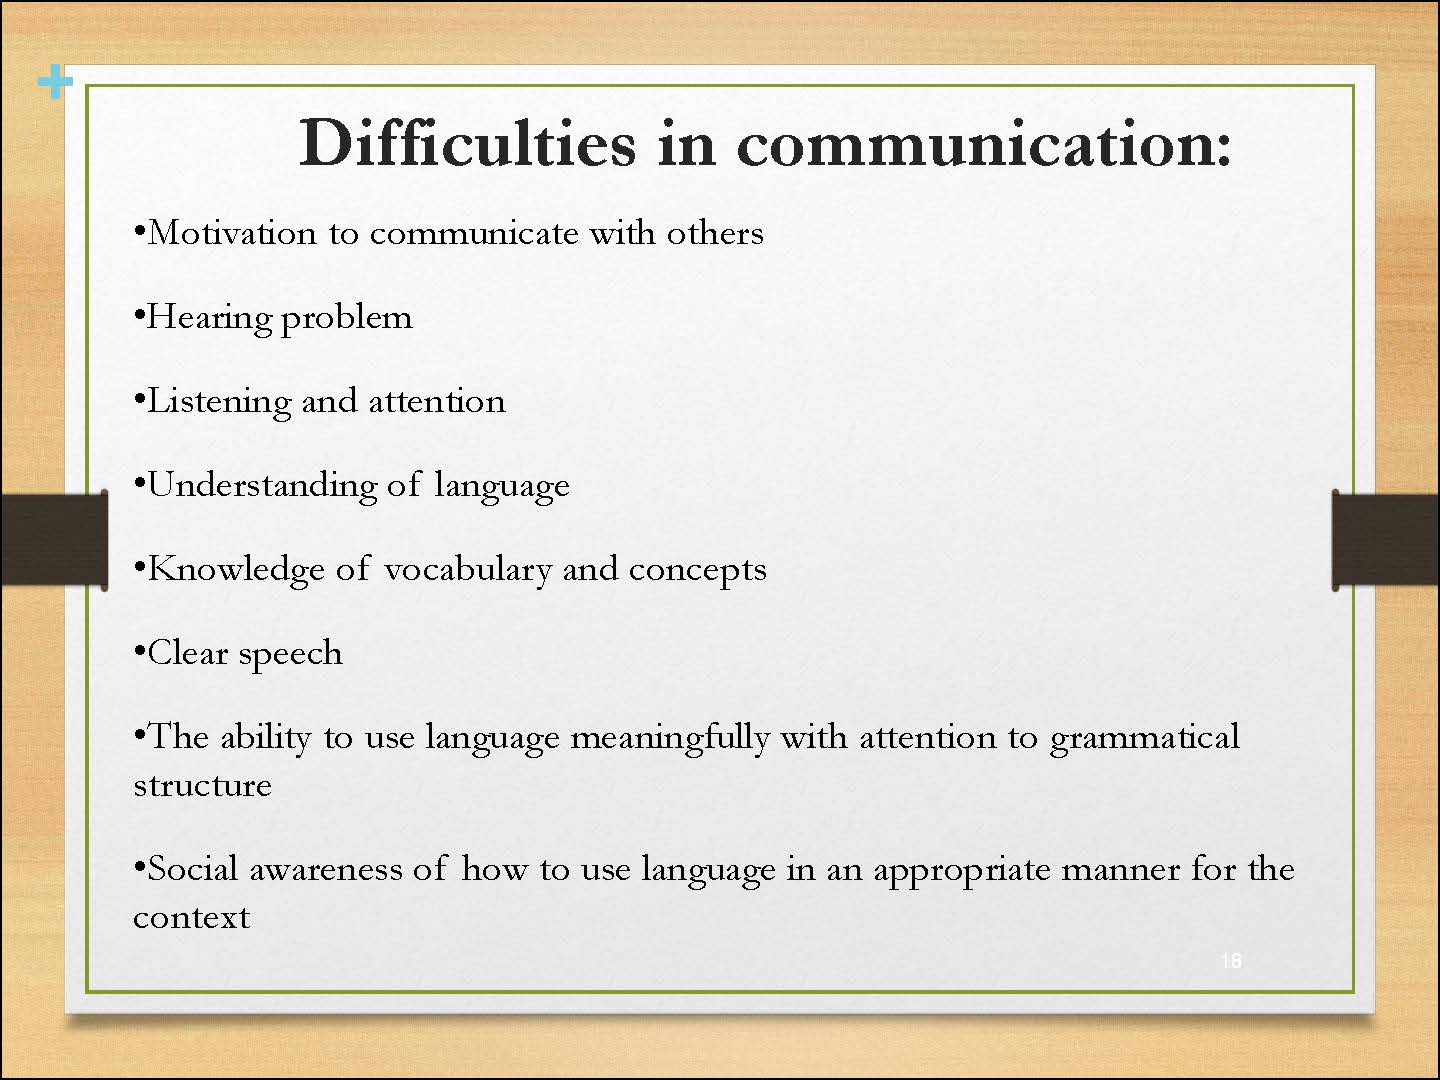 Difficulties in communication:
•Motivation to communicate with others
•Hearing problem
•Listening and attention
•Understanding of language
•Knowledge of vocabulary and concepts
•Clear speech
•The ability to use language meaningfully with attention to grammatical
structure
•Social awareness of how to use language in an appropriate manner for the
context
18